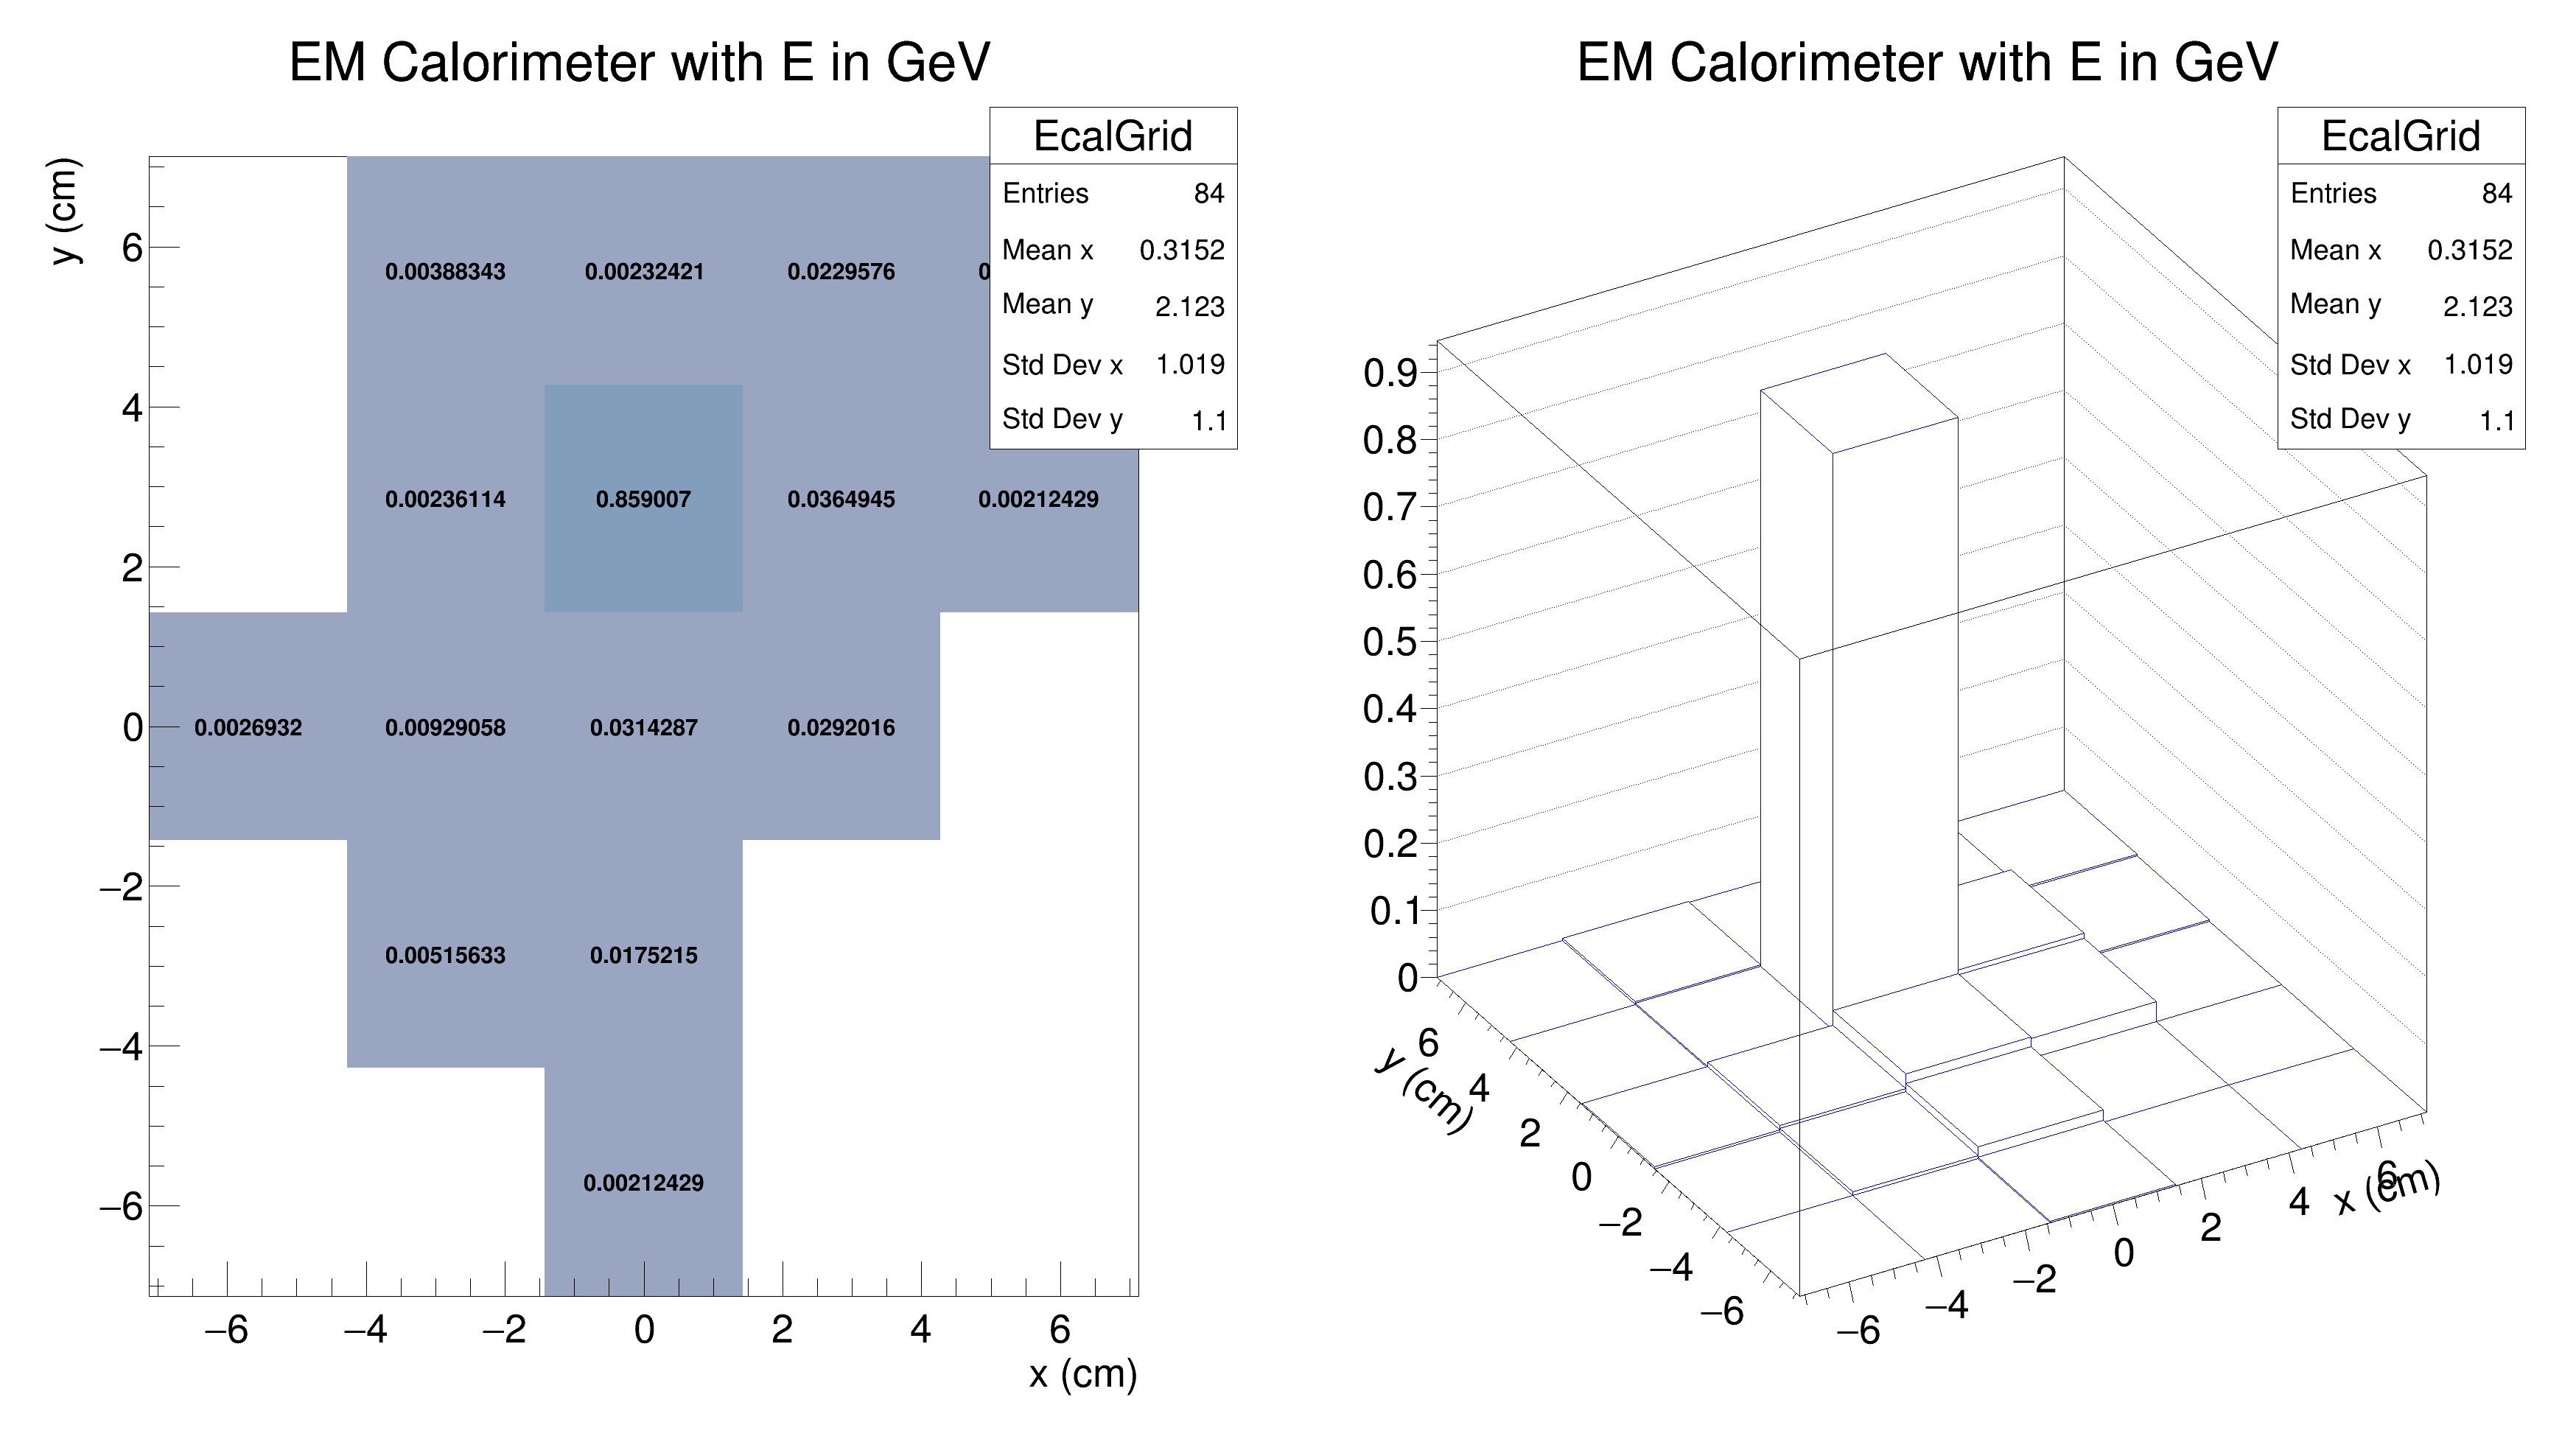 EM Calorimeter with E in GeV
EcalGrid
Entries 84
Mean x 0.3152
Mean y 2.123
Std Dev x 1.019
Std Dev y 1.1
y (cm)
6
4
2
0
−2
−4
−6
0.00388343 0.00232421 0.0229576 0
0.00236114 0.859007 0.0364945 0.00212429
0.0026932 0.00929058 0.0314287 0.0292016
0.00515633 0.0175215
0.00212429
−6 −4 −2 0 2 4 6
x (cm)
EM Calorimeter with E in GeV
EcalGrid
Entries 84
Mean x 0.3152
Mean y 2.123
Std Dev x 1.019
Std Dev y 1.1
0.9
0.8
0.7
0.6
0.5
0.4
0.3
0.2
0.1
0
6
4
2
0
−2
−4
−6
y (cm)
−6 −4 −2 0 2 4 6
x (cm)